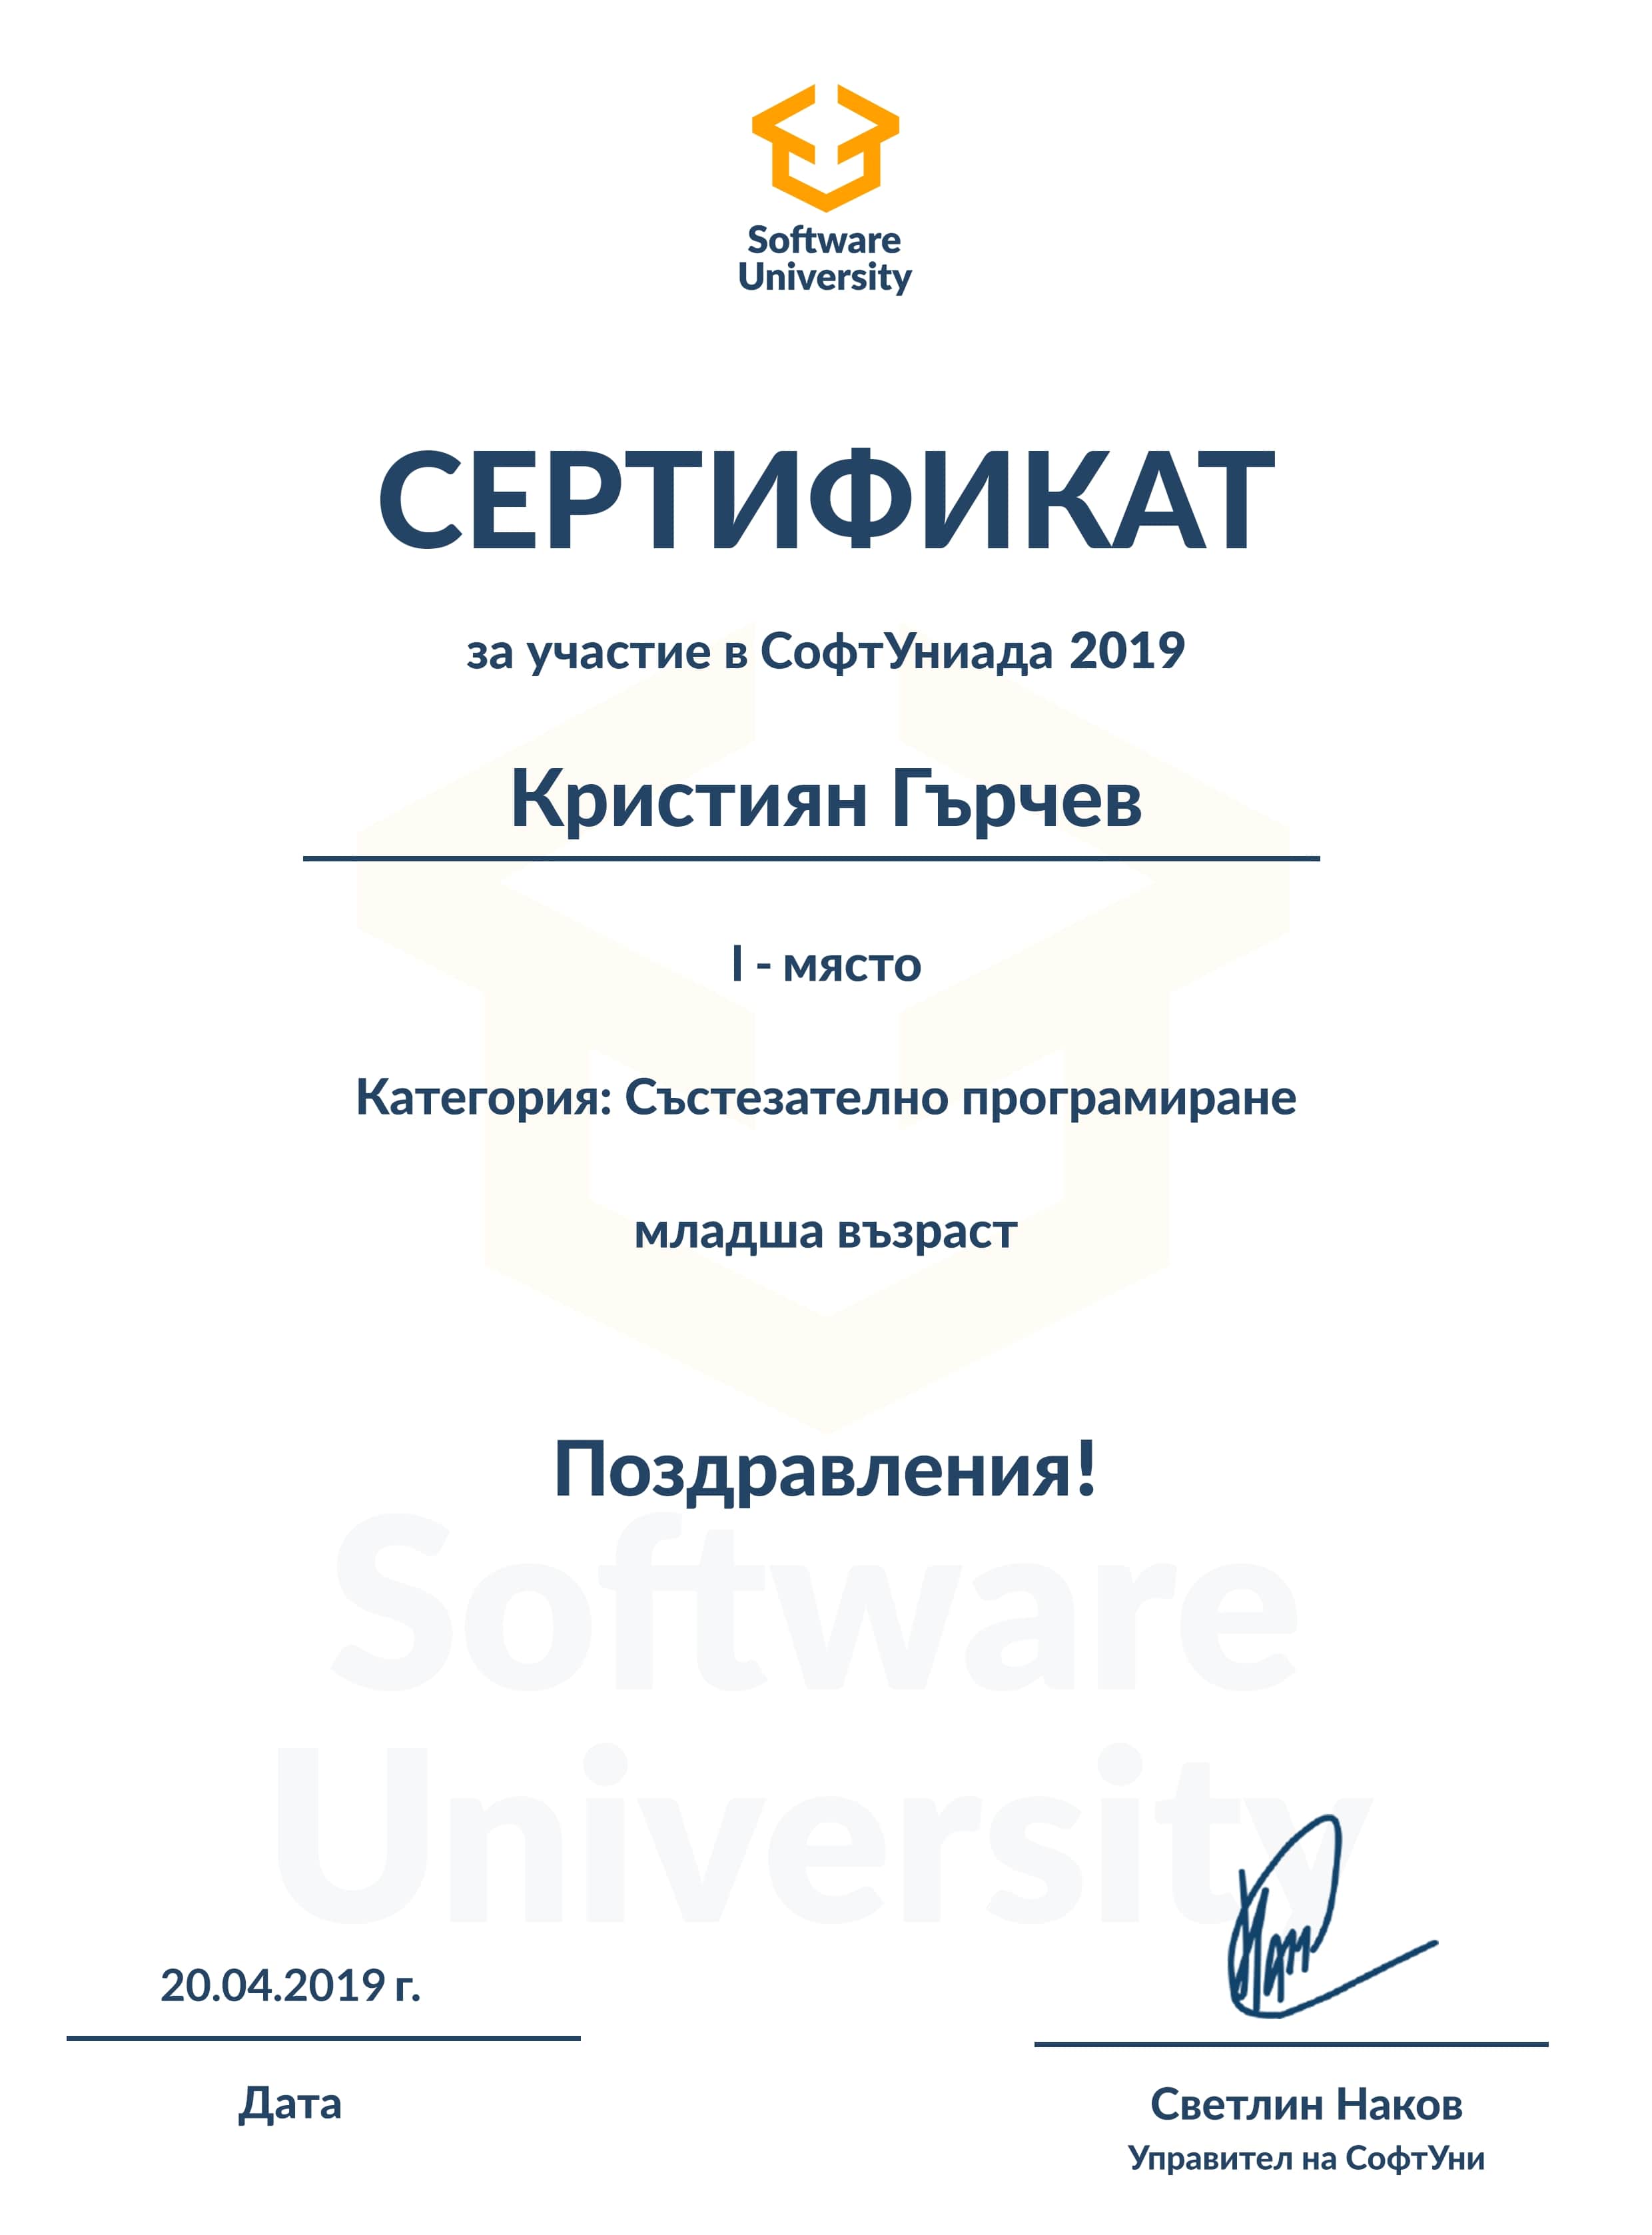 Software
University
СЕРТИФИКАТ
за участие в СофтУниада 2019
Кристиян Гърчев
I - място
Категория: Състезателно програмиране
младша възраст
Поздравления!
Software
University
20.04.2019 г.
Дата
Светлин Наков
Управител на СофтУни